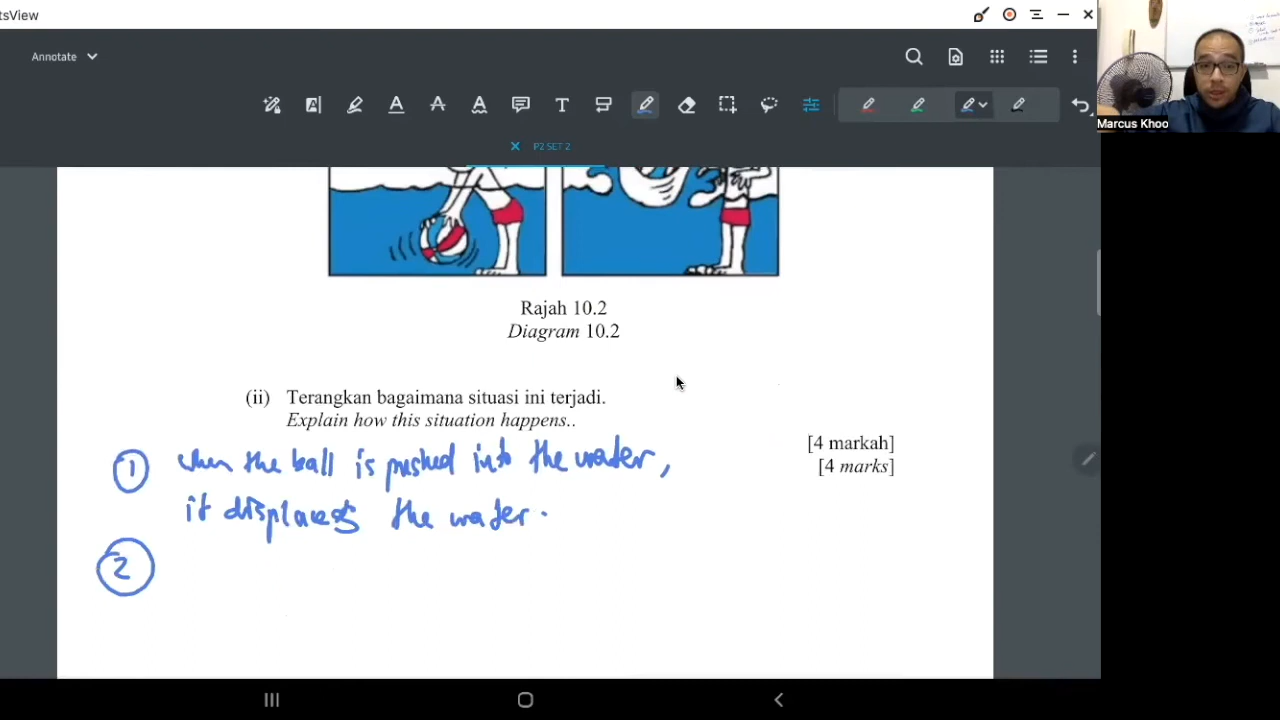 tsView
Annotate
Marcus Khoo
P2 SET 2
Rajah 10.2
Diagram 10.2
(ii) Terangkan bagaimana situasi ini terjadi.
Explain how this situation happens..
[4 markah]
[4 marks]
① when the ball is pushed into the water,
it displaces the water.
②